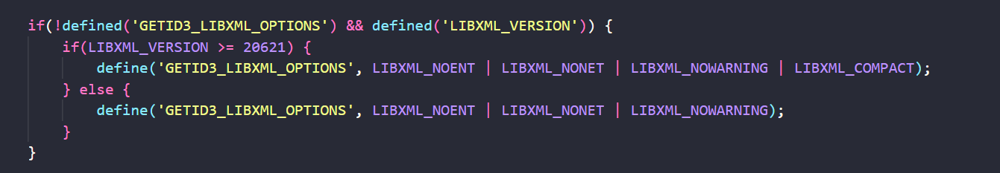 if(!defined('GETID3_LIBXML_OPTIONS') && defined('LIBXML_VERSION')) {
    if(LIBXML_VERSION >= 20621) {
        define('GETID3_LIBXML_OPTIONS', LIBXML_NOENT | LIBXML_NONET | LIBXML_NOWARNING | LIBXML_COMPACT);
    } else {
        define('GETID3_LIBXML_OPTIONS', LIBXML_NOENT | LIBXML_NONET | LIBXML_NOWARNING);
    }
}